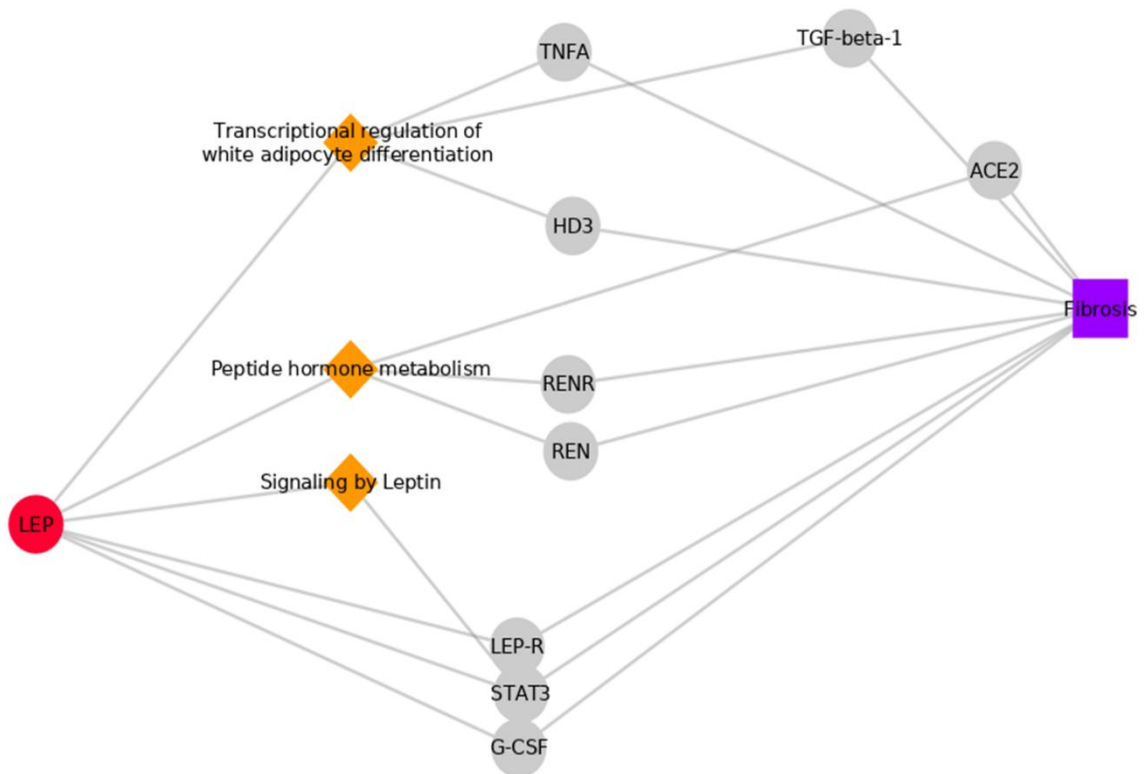 TGF-beta-1
TNFA
Transcriptional regulation of
white adipocyte differentiation
ACE2
HD3
Fibrosis
Peptide hormone metabolism
RENR
REN
Signaling by Leptin
LEP
LEP-R
STAT3
G-CSF